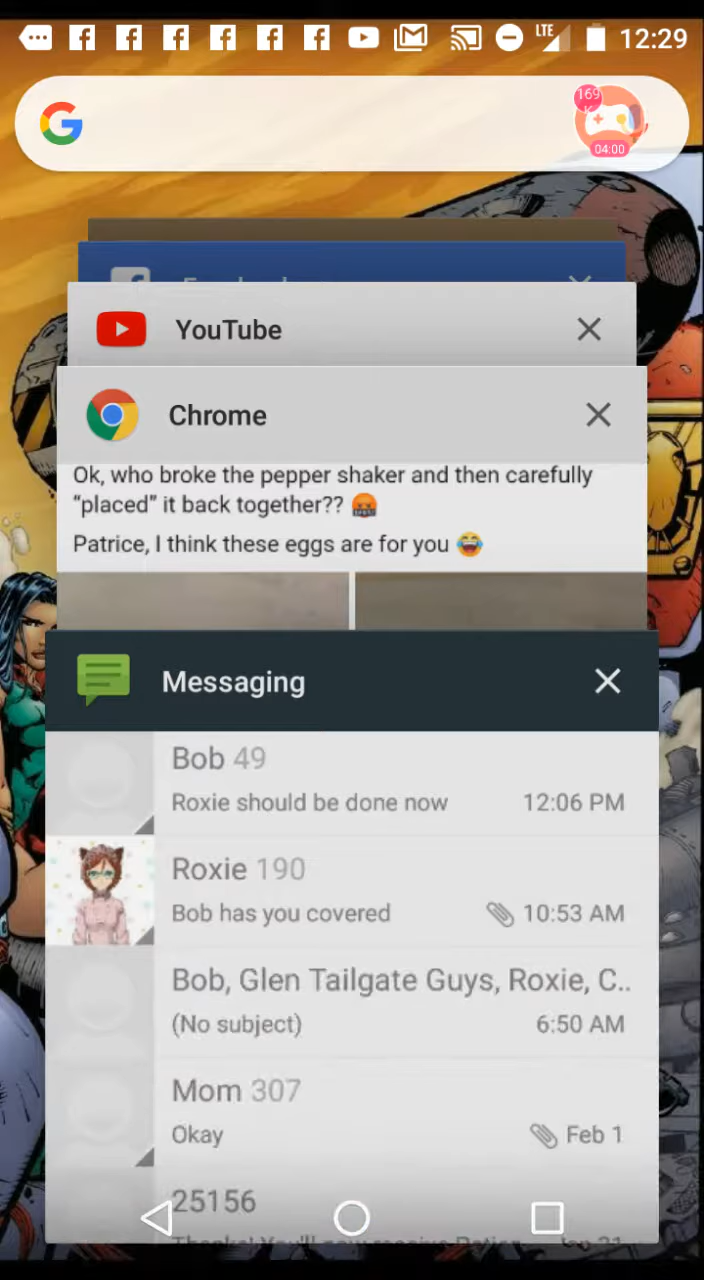 LTE 12:29
169
04:00
YouTube
Chrome
Ok, who broke the pepper shaker and then carefully
“placed” it back together?? 🤬
Patrice, I think these eggs are for you 😂
Messaging
Bob 49
Roxie should be done now 12:06 PM
Roxie 190
Bob has you covered 10:53 AM
Bob, Glen Tailgate Guys, Roxie, C..
(No subject) 6:50 AM
Mom 307
Okay Feb 1
25156